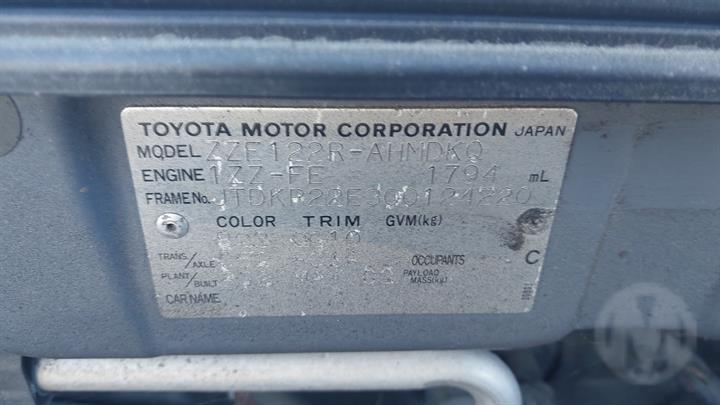 TOYOTA MOTOR CORPORATION JAPAN
MODEL ZZE122R-AHMDKQ
ENGINE 1ZZ-FE 1794 mL
FRAME No. JTDKR22E300124220
COLOR TRIM GVM(kg)
TRANS/AXLE OCCUPANTS C
PLANT/BUILT PAYLOAD MASS(kg)
CAR NAME
M